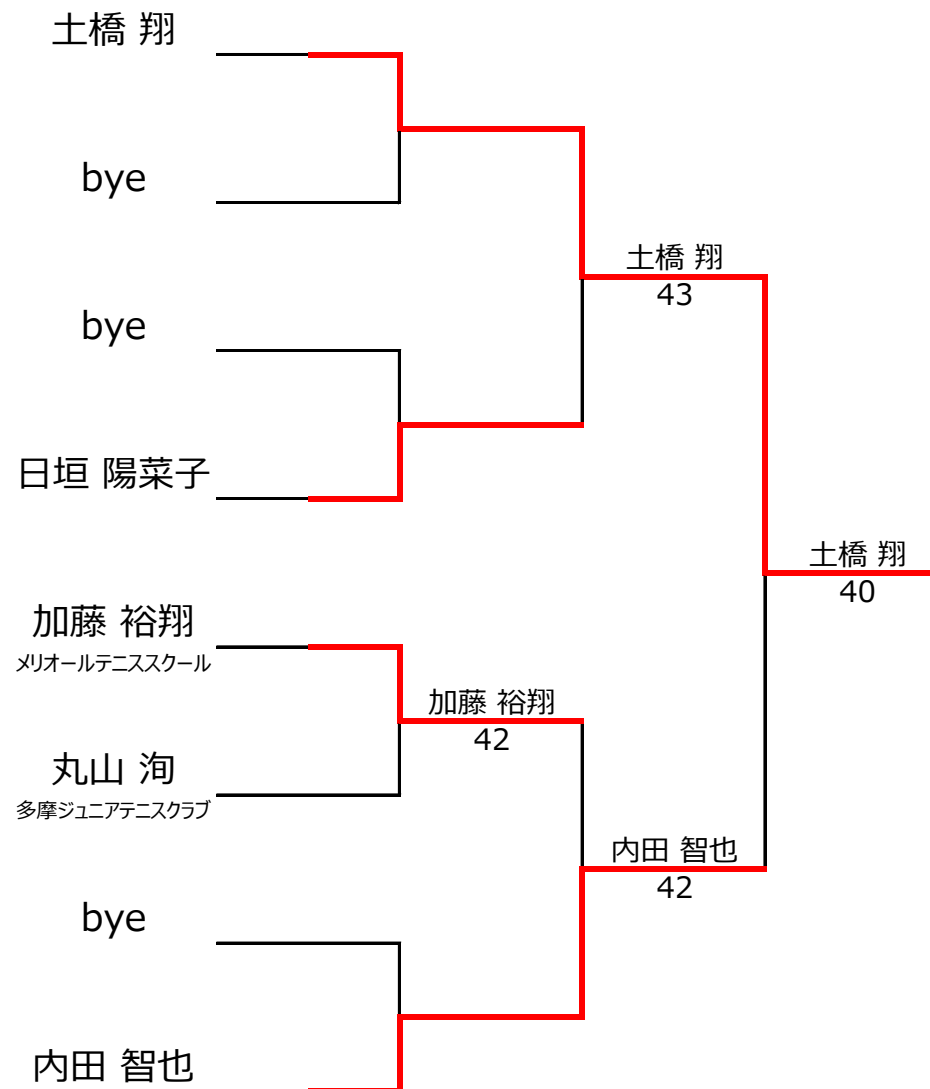 土橋 翔
bye
bye
日垣 陽菜子
加藤 裕翔
メリオールテニススクール
丸山 洵
多摩ジュニアテニスクラブ
bye
内田 智也
加藤 裕翔
42
土橋 翔
43
内田 智也
42
土橋 翔
40